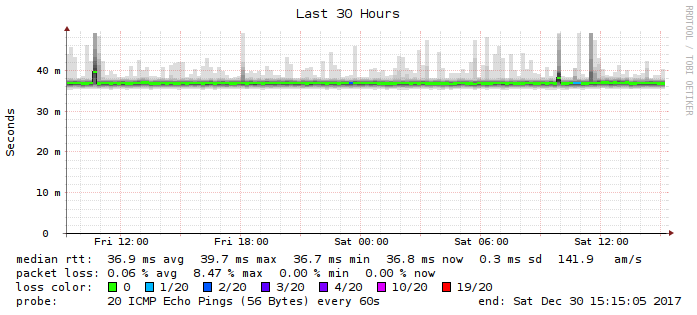 Last 30 Hours
RRDTOOL / TOBI OETIKER
Seconds
40 m
30 m
20 m
10 m
0
Fri 12:00 Fri 18:00 Sat 00:00 Sat 06:00 Sat 12:00
median rtt: 36.9 ms avg 39.7 ms max 36.7 ms min 36.8 ms now 0.3 ms sd 141.9 am/s
packet loss: 0.06 % avg 8.47 % max 0.00 % min 0.00 % now
loss color: 0 1/20 2/20 3/20 4/20 10/20 19/20
probe: 20 ICMP Echo Pings (56 Bytes) every 60s end: Sat Dec 30 15:15:05 2017